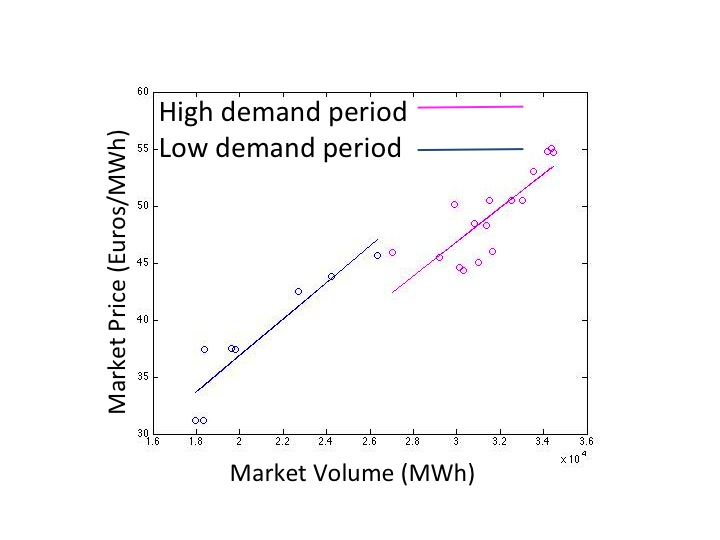 60
High demand period
55
Low demand period
50
45
40
35
30
1.6 1.8 2 2.2 2.4 2.6 2.8 3 3.2 3.4 3.6
x 10 4
Market Price (Euros/MWh)
Market Volume (MWh)